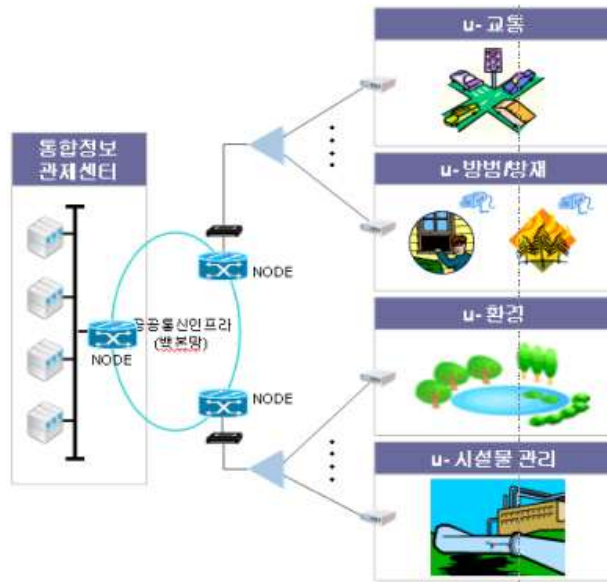 통합정보
관제센터
NODE
공공통신인프라
(백본망)
NODE
NODE
u- 교통
u- 방범/방재
u- 환경
u- 시설물 관리